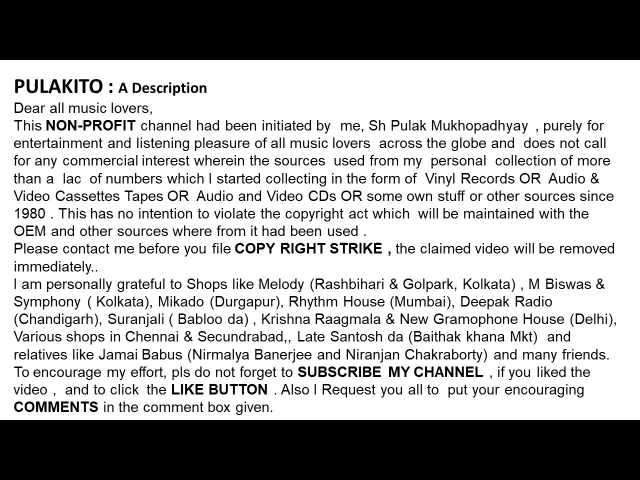 PULAKITO : A Description
Dear all music lovers,
This NON-PROFIT channel had been initiated by me, Sh Pulak Mukhopadhyay , purely for
entertainment and listening pleasure of all music lovers across the globe and does not call
for any commercial interest wherein the sources used from my personal collection of more
than a lac of numbers which I started collecting in the form of Vinyl Records OR Audio &
Video Cassettes Tapes OR Audio and Video CDs OR some own stuff or other sources since
1980 . This has no intention to violate the copyright act which will be maintained with the
OEM and other sources where from it had been used .
Please contact me before you file COPY RIGHT STRIKE , the claimed video will be removed
immediately..
I am personally grateful to Shops like Melody (Rashbihari & Golpark, Kolkata) , M Biswas &
Symphony ( Kolkata), Mikado (Durgapur), Rhythm House (Mumbai), Deepak Radio
(Chandigarh), Suranjali ( Babloo da) , Krishna Raagmala & New Gramophone House (Delhi),
Various shops in Chennai & Secundrabad,, Late Santosh da (Baithak khana Mkt) and
relatives like Jamai Babus (Nirmalya Banerjee and Niranjan Chakraborty) and many friends.
To encourage my effort, pls do not forget to SUBSCRIBE MY CHANNEL , if you liked the
video , and to click the LIKE BUTTON . Also I Request you all to put your encouraging
COMMENTS in the comment box given.